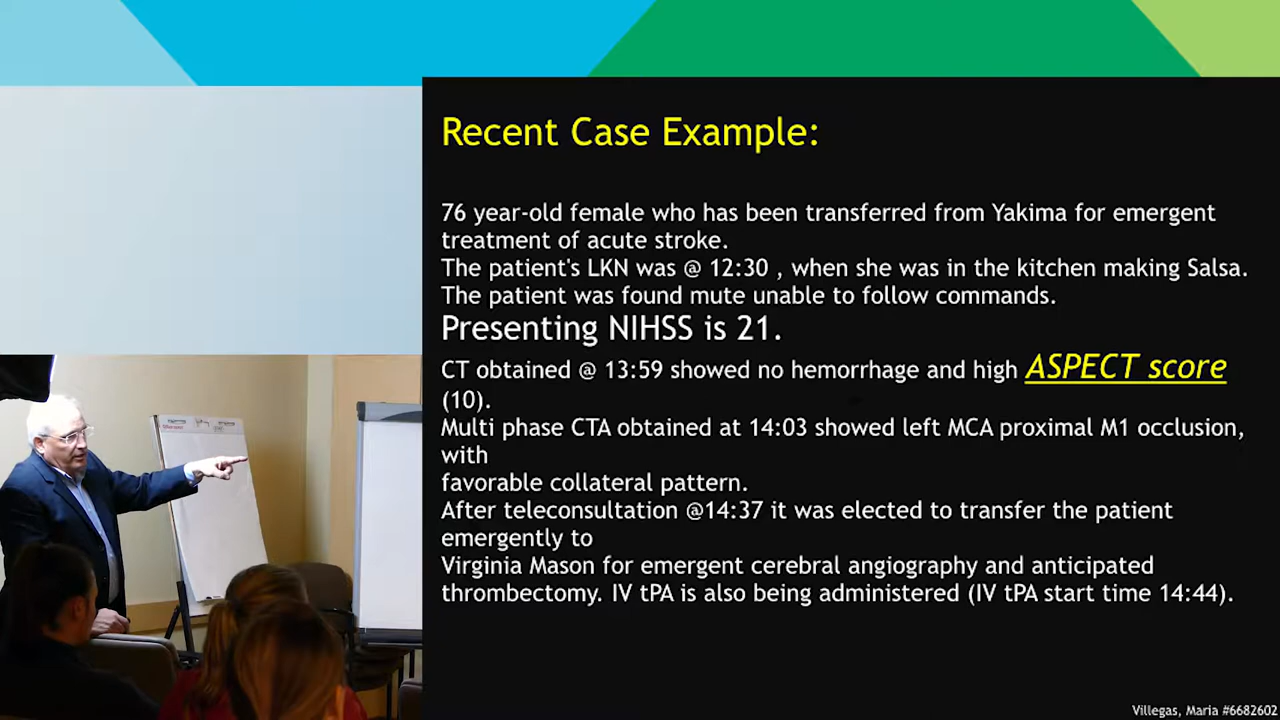 Recent Case Example:
76 year-old female who has been transferred from Yakima for emergent
treatment of acute stroke.
The patient's LKN was @ 12:30 , when she was in the kitchen making Salsa.
The patient was found mute unable to follow commands.
Presenting NIHSS is 21.
CT obtained @ 13:59 showed no hemorrhage and high ASPECT score
(10).
Multi phase CTA obtained at 14:03 showed left MCA proximal M1 occlusion,
with
favorable collateral pattern.
After teleconsultation @14:37 it was elected to transfer the patient
emergently to
Virginia Mason for emergent cerebral angiography and anticipated
thrombectomy. IV tPA is also being administered (IV tPA start time 14:44).
Villegas, Maria #6682602